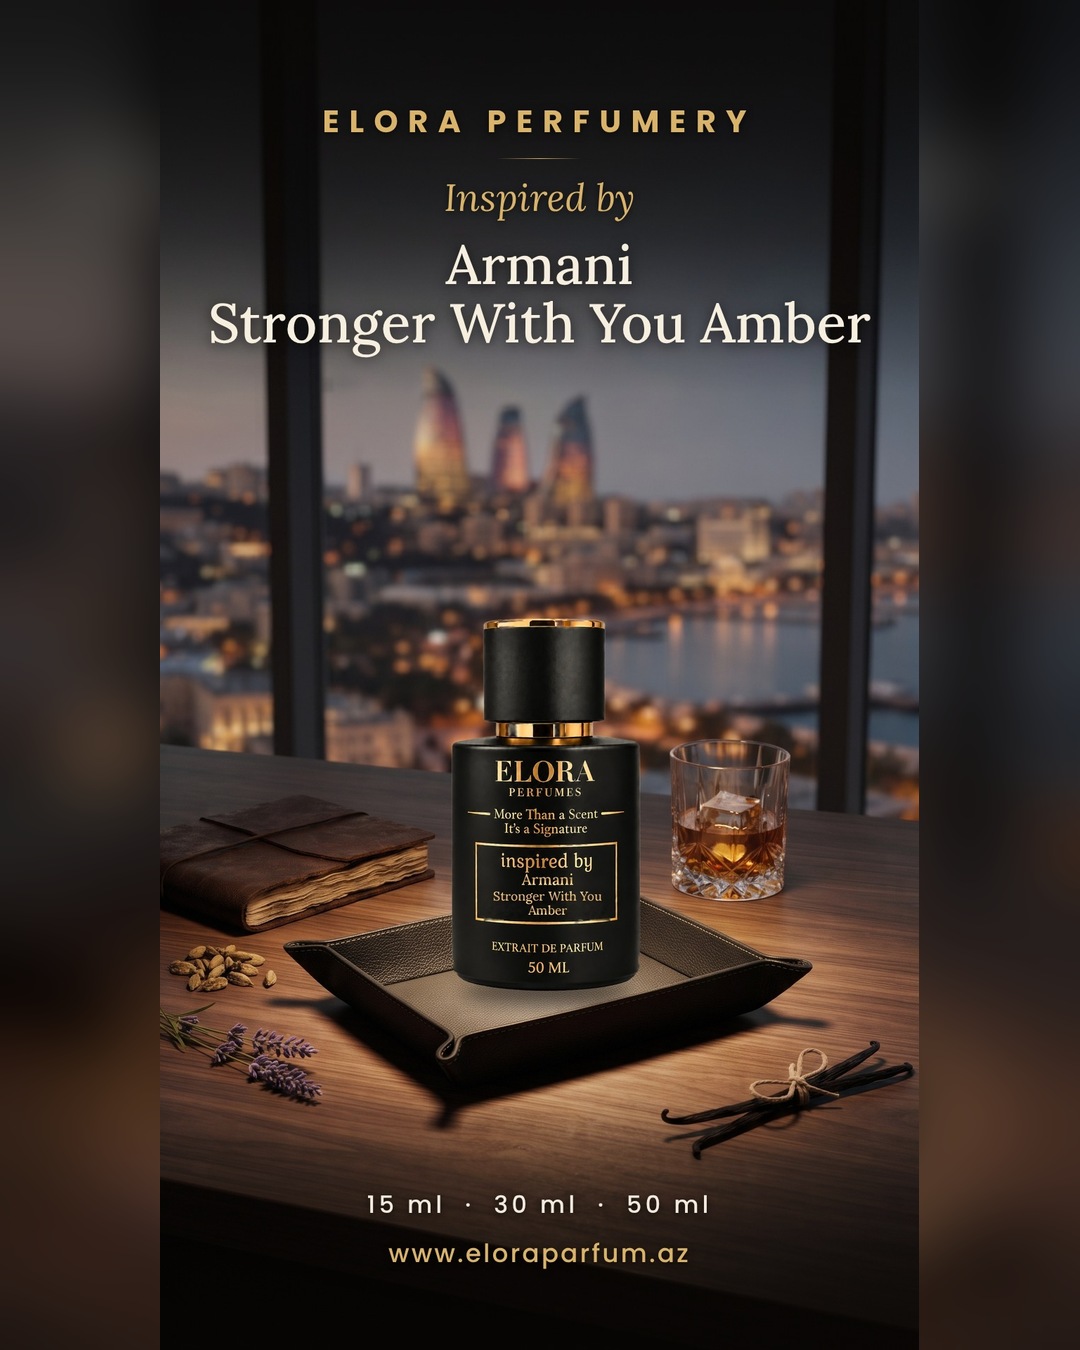 ELORA PERFUMERY
Inspired by
Armani
Stronger With You Amber
ELORA
PERFUMES
More Than a Scent
It's a Signature
inspired by
Armani
Stronger With You
Amber
EXTRAIT DE PARFUM
50 ML
15 ml · 30 ml · 50 ml
www.eloraparfum.az